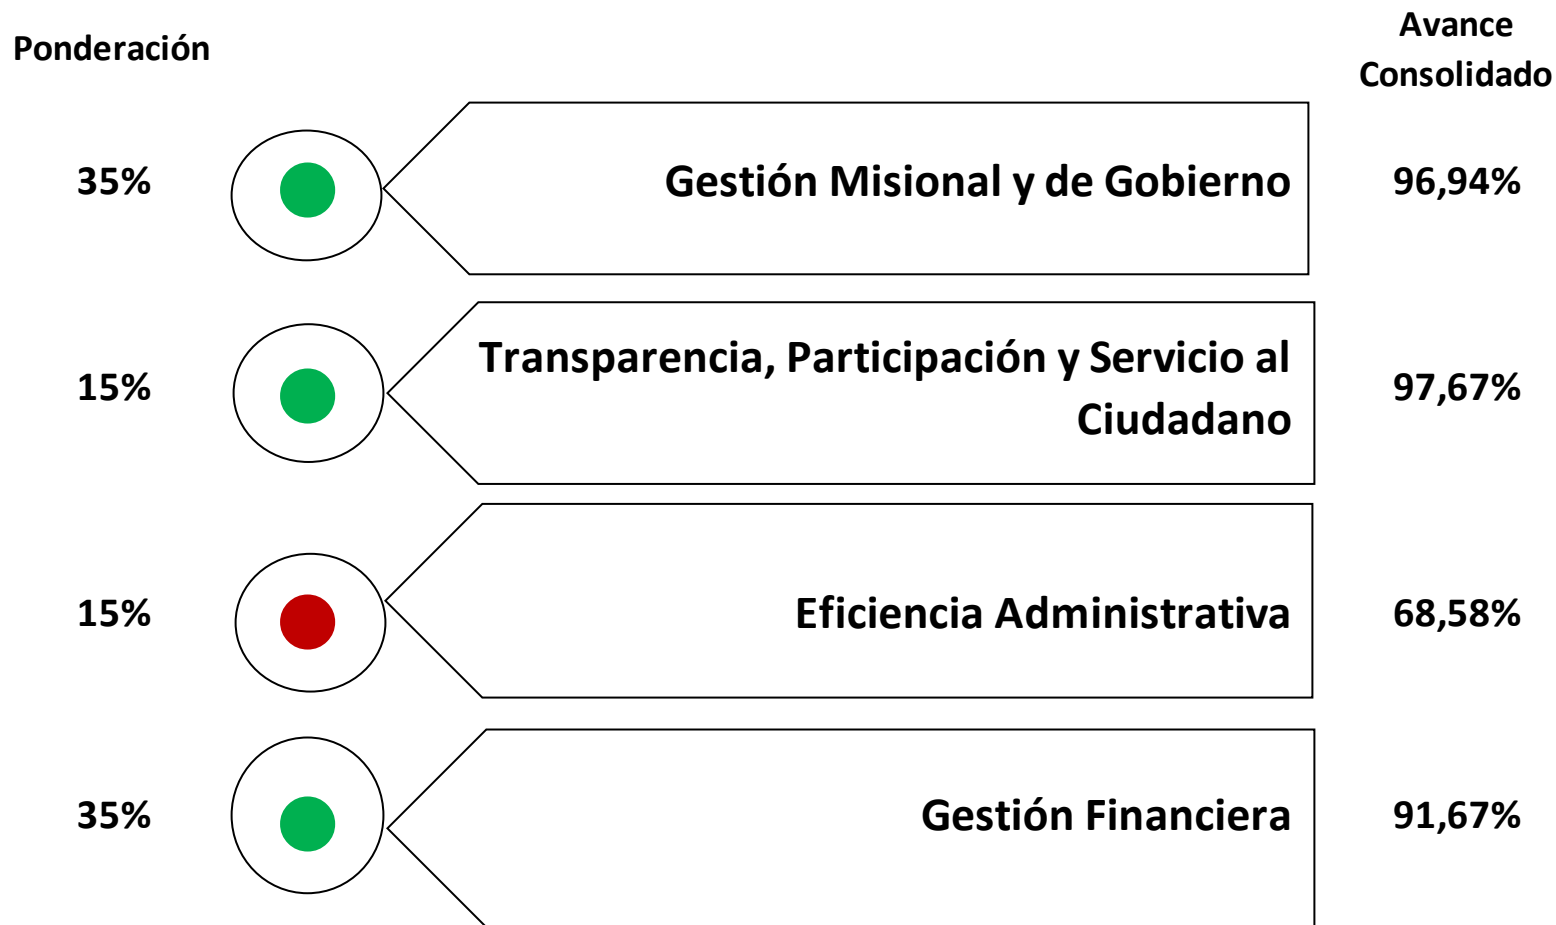 Ponderación
Avance
Consolidado
35%
Gestión Misional y de Gobierno
96,94%
15%
Transparencia, Participación y Servicio al
Ciudadano
97,67%
15%
Eficiencia Administrativa
68,58%
35%
Gestión Financiera
91,67%